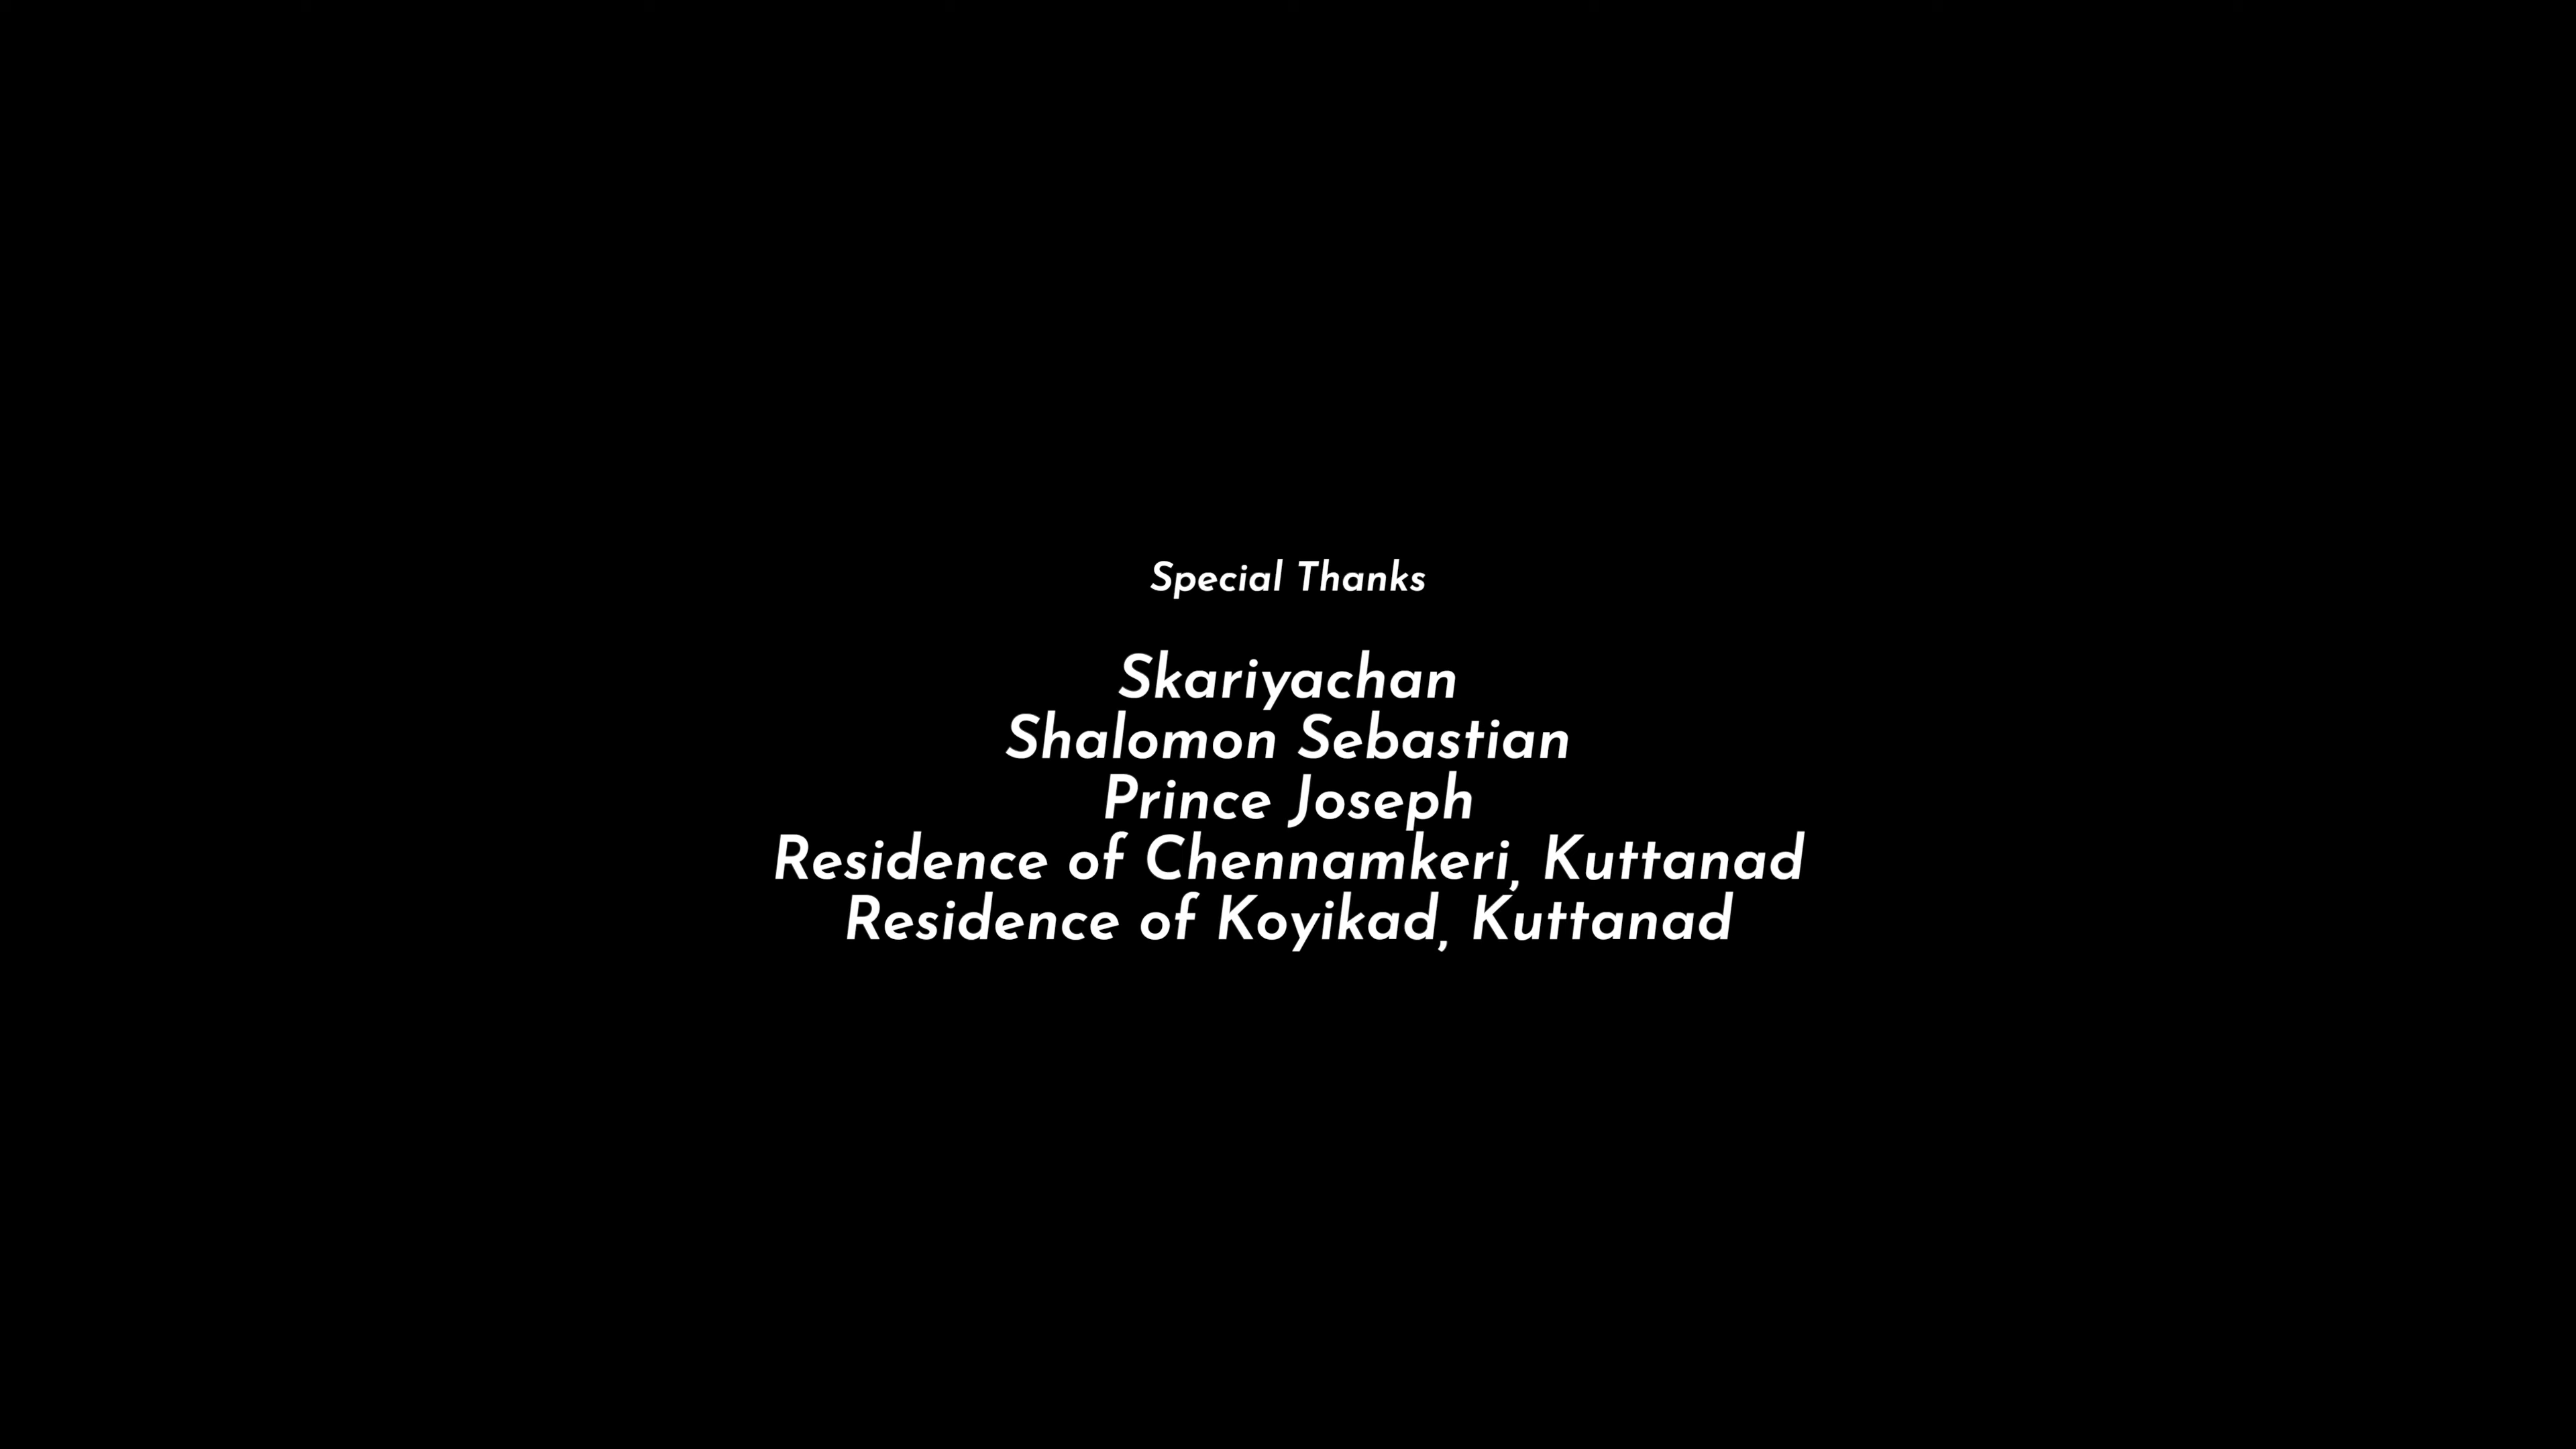 Special Thanks
Skariyachan
Shalomon Sebastian
Prince Joseph
Residence of Chennamkeri, Kuttanad
Residence of Koyikad, Kuttanad